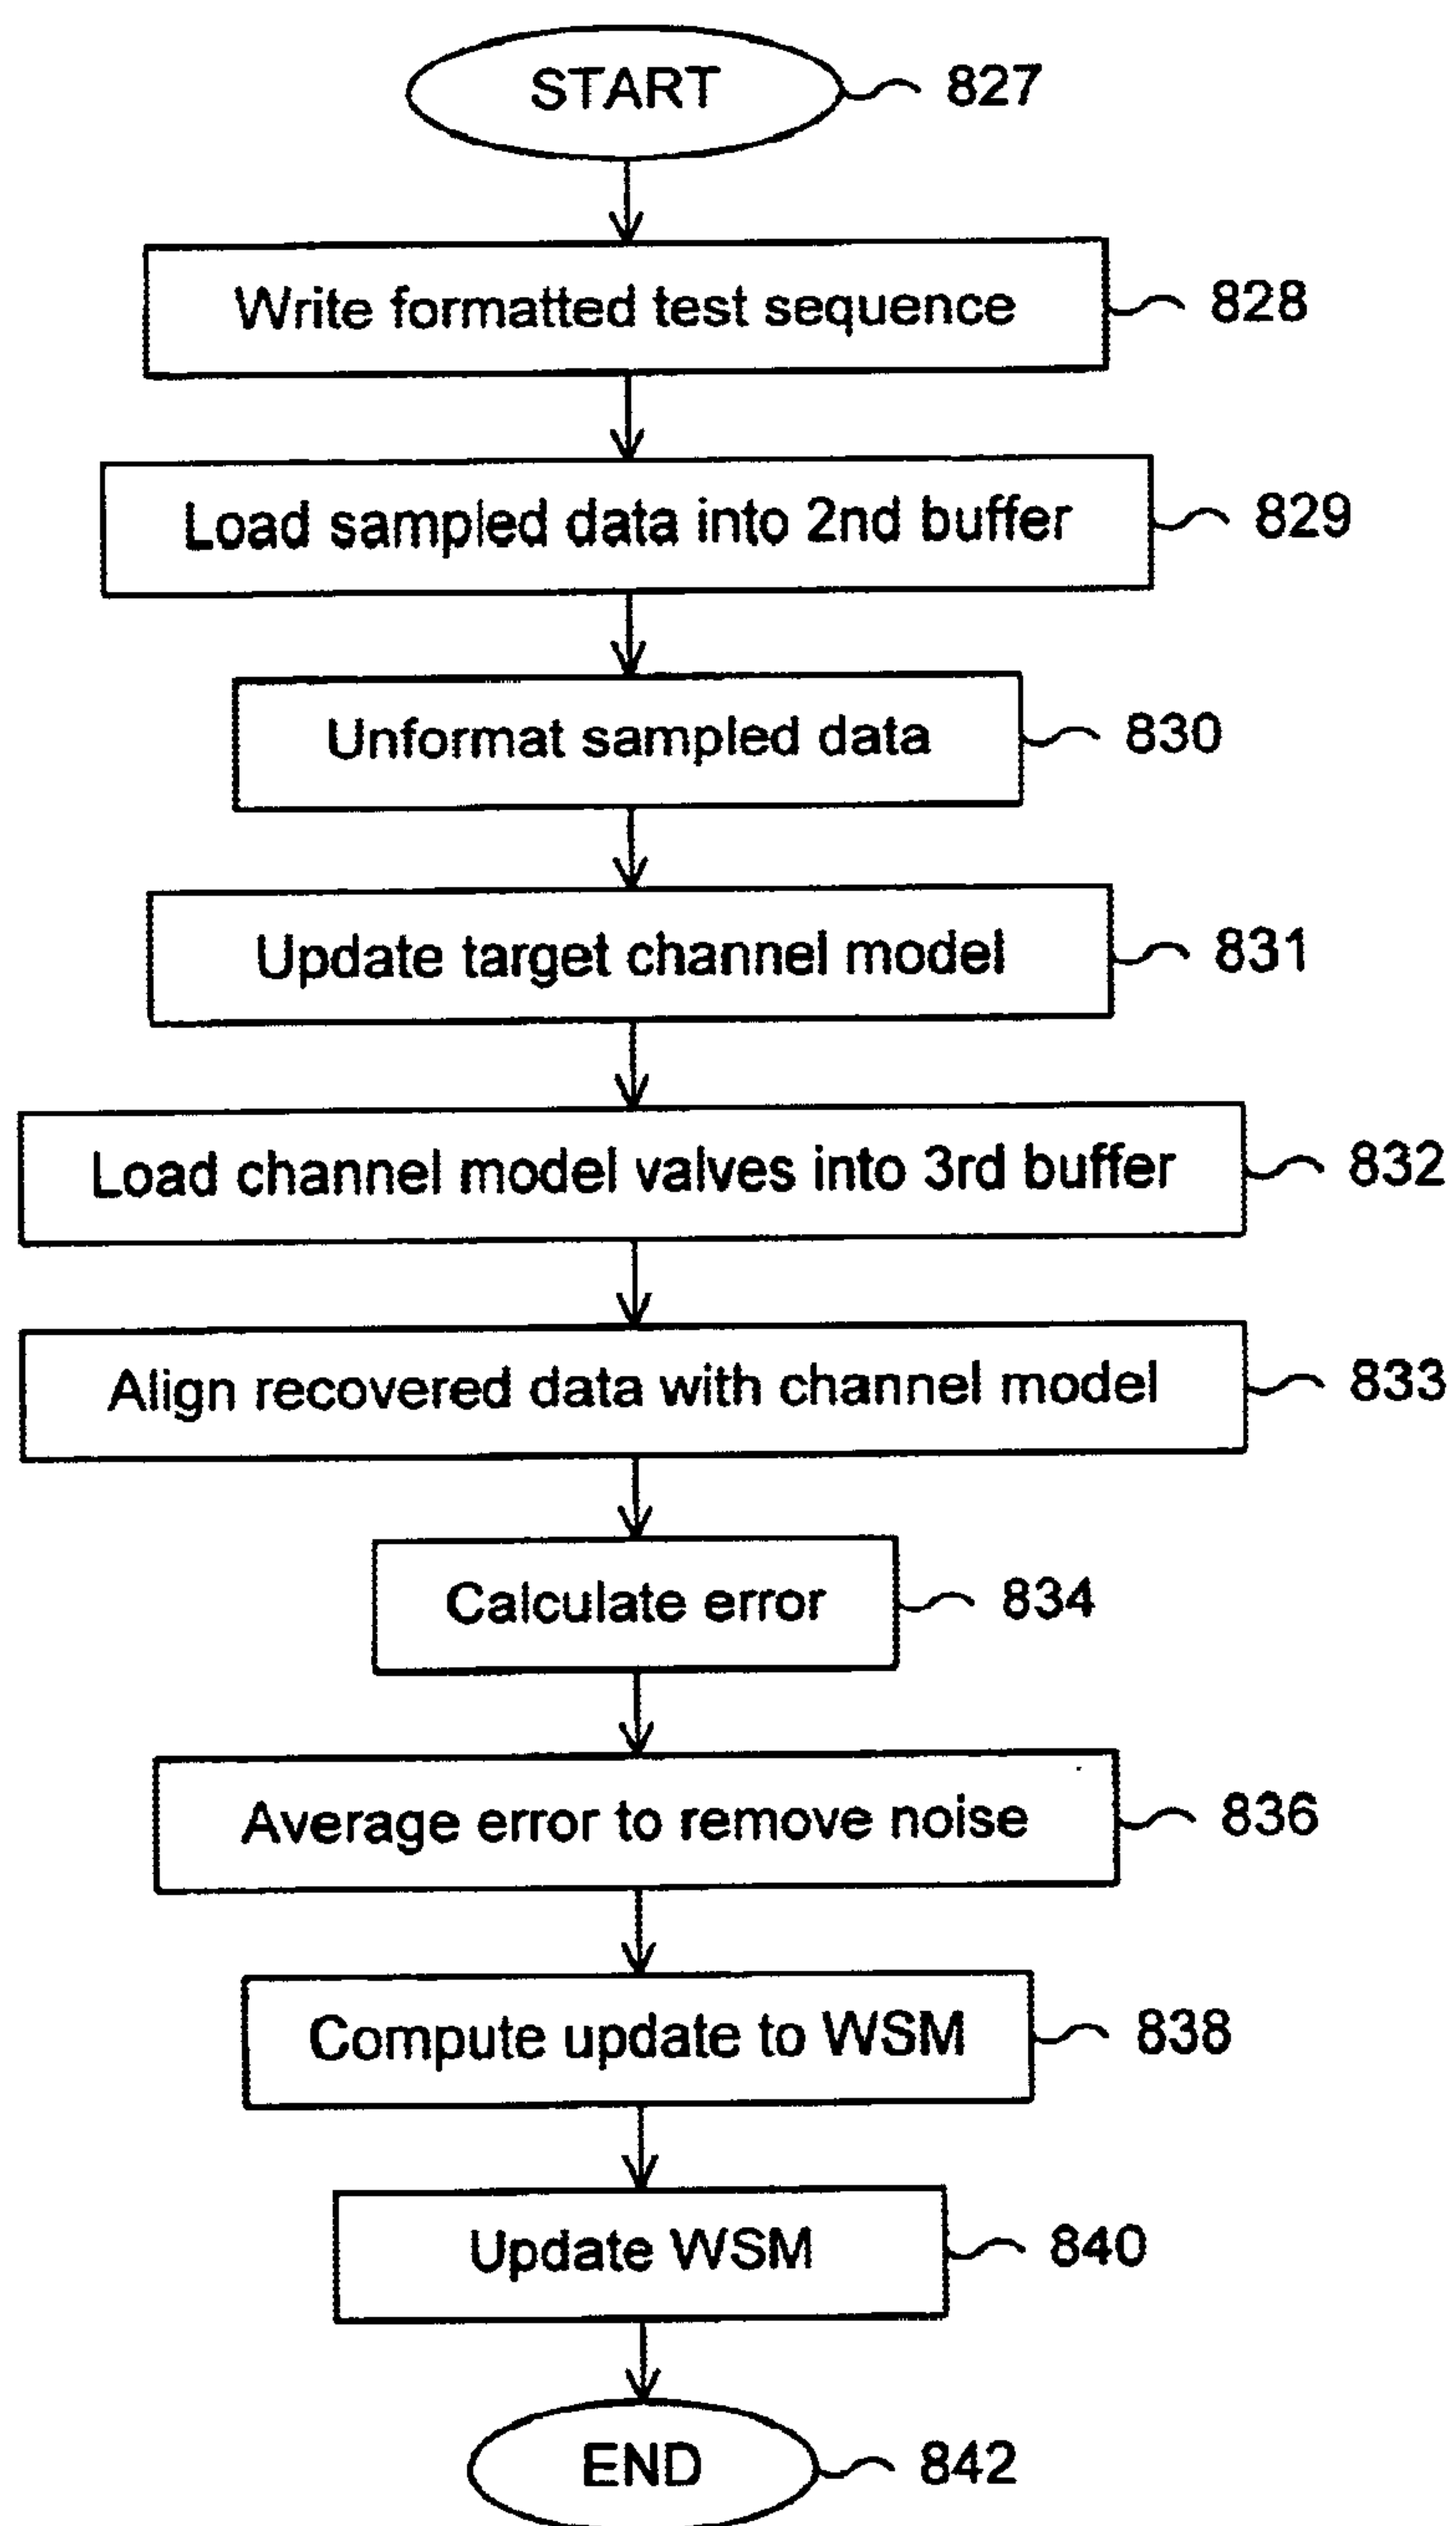 START 827
Write formatted test sequence 828
Load sampled data into 2nd buffer 829
Unformat sampled data 830
Update target channel model 831
Load channel model valves into 3rd buffer 832
Align recovered data with channel model 833
Calculate error 834
Average error to remove noise 836
Compute update to WSM 838
Update WSM 840
END 842